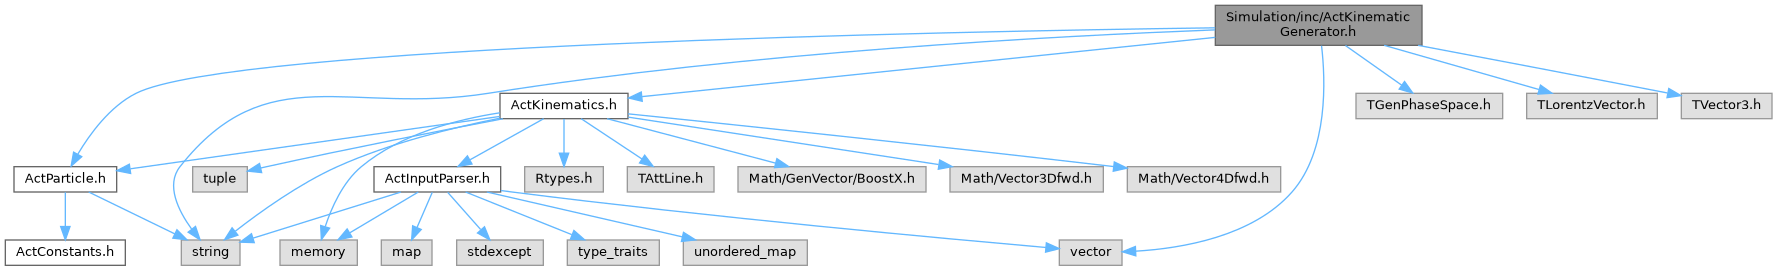 Simulation/inc/ActKinematic
Generator.h
ActKinematics.h
TGenPhaseSpace.h
TLorentzVector.h
TVector3.h
ActParticle.h
tuple
ActInputParser.h
Rtypes.h
TAttLine.h
Math/GenVector/BoostX.h
Math/Vector3Dfwd.h
Math/Vector4Dfwd.h
ActConstants.h
string
memory
map
stdexcept
type_traits
unordered_map
vector